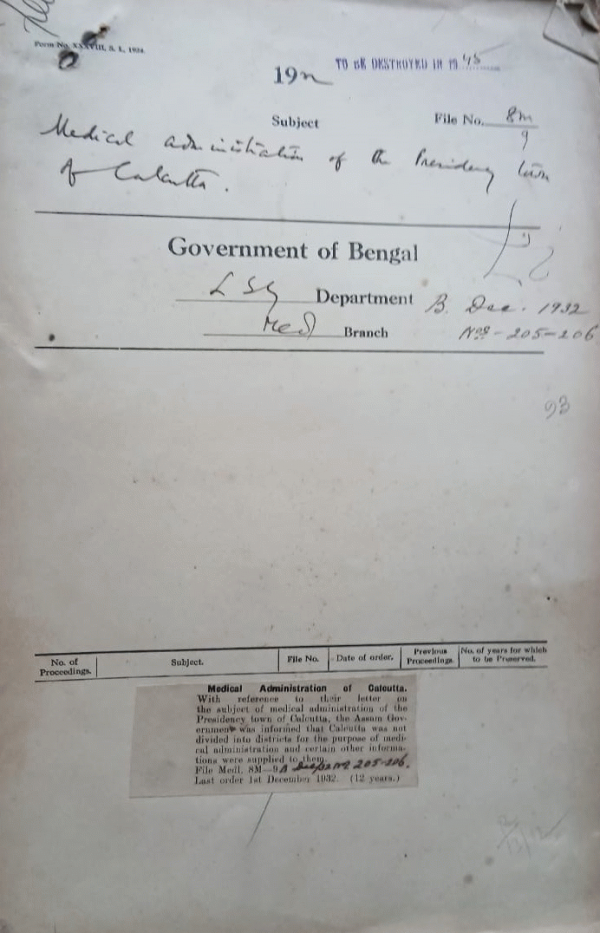 Form No. XXXVIII, S. L, 1924.
TO BE DESTROYED IN 1945
19
Subject
File No. 8m/9
Medical administration of the Presidency town
of Calcutta.
Government of Bengal
L S G Department B. Dec. 1932
Med Branch Nos - 205-206
93
No. of Proceedings. Subject. File No. Date of order. Previous Proceedings. No. of years for which to be Preserved.
Medical Administration of Calcutta.
With reference to their letter on
the subject of medical administration of the
Presidency town of Calcutta, the Assam Gov-
ernment was informed that Calcutta was not
divided into districts for the purpose of medi-
cal administration and certain other informa-
tions were supplied to them.
File Medl. 8M—9 Nos 205-206.
Last order 1st December 1932. (12 years.)